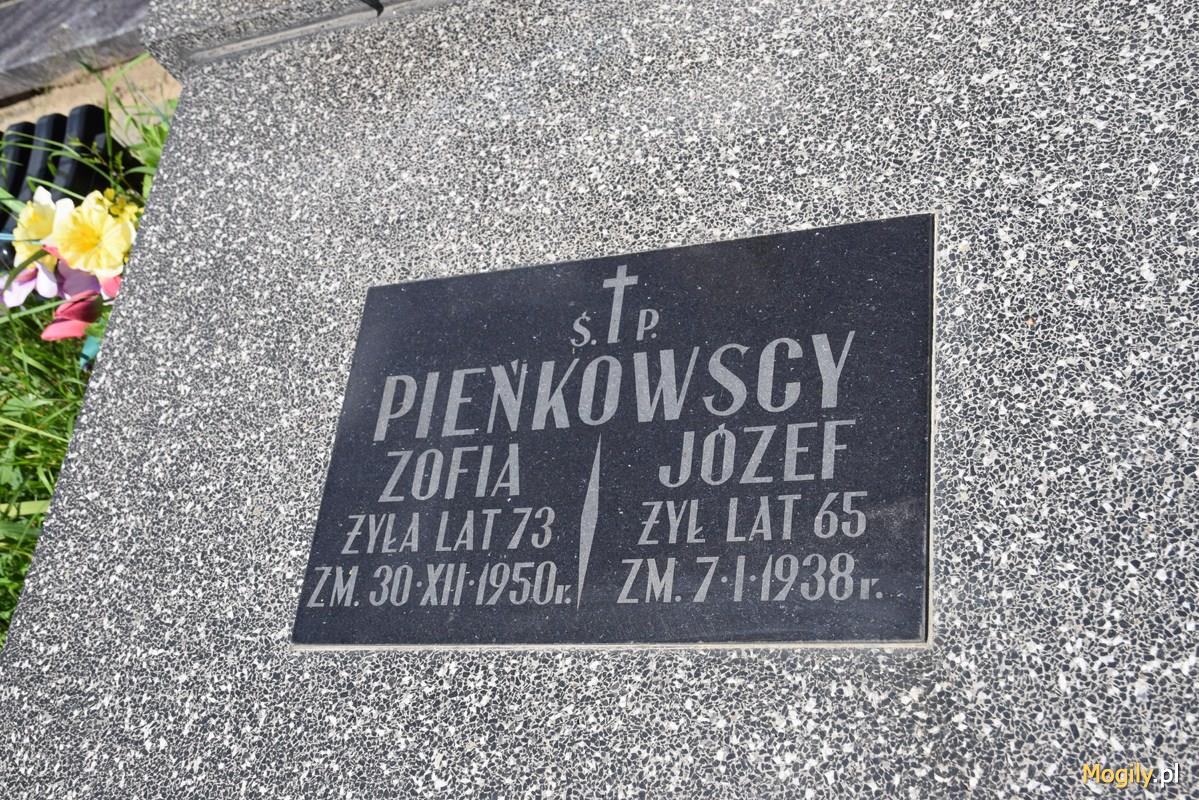 Ś. P.
PIEŃKOWSCY
ZOFIA
ŻYŁA LAT 73
ZM. 30·XII·1950r.
JÓZEF
ŻYŁ LAT 65
ZM. 7·I·1938r.
Mogily.pl